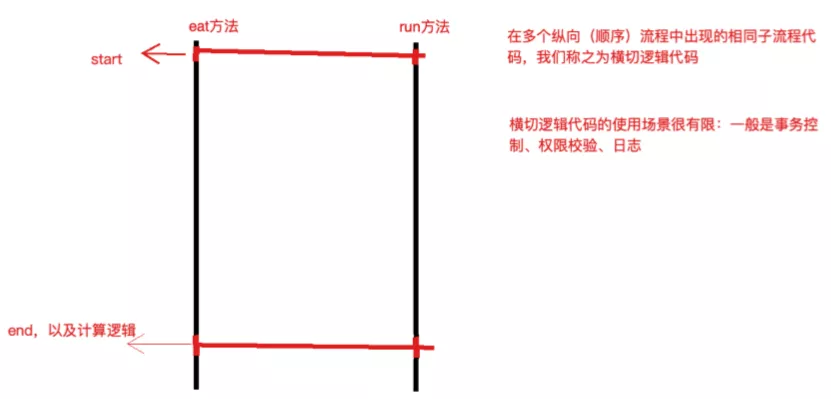 eat方法
run方法
start
在多个纵向（顺序）流程中出现的相同子流程代
码，我们称之为横切逻辑代码
横切逻辑代码的使用场景很有限：一般是事务控
制、权限校验、日志
end，以及计算逻辑